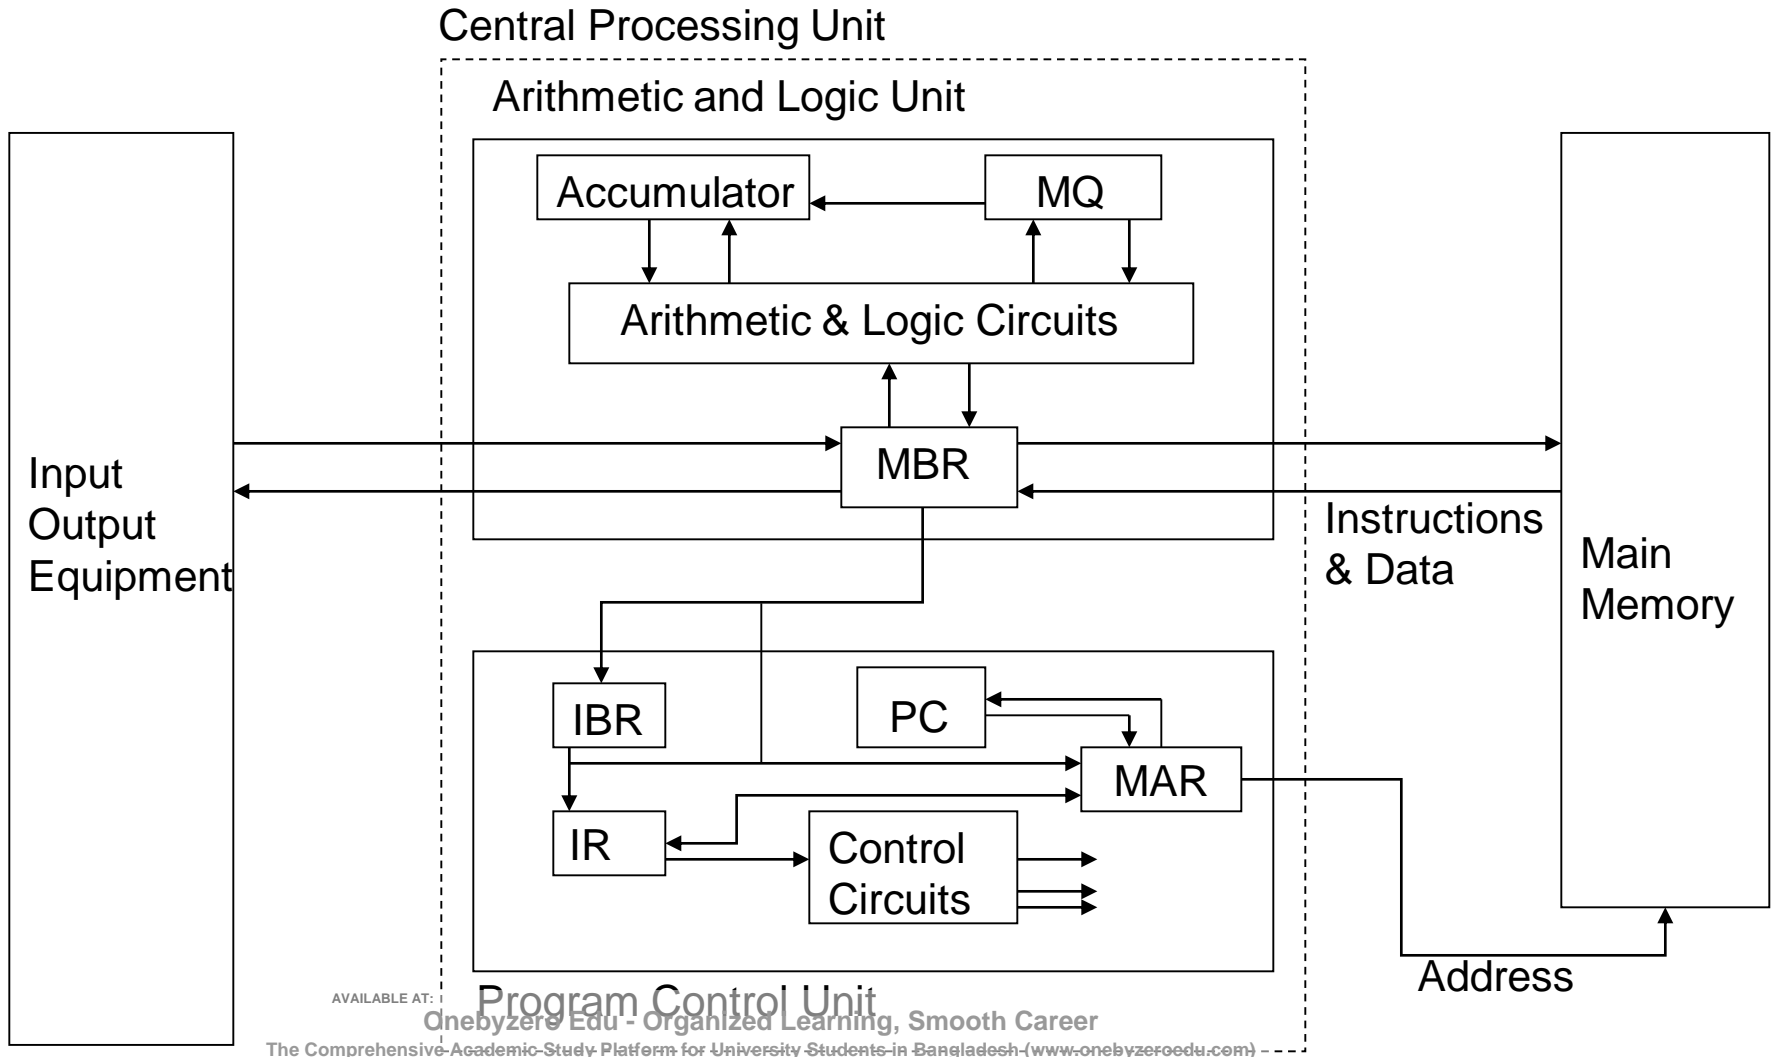 Central Processing Unit
Arithmetic and Logic Unit
Accumulator
MQ
Arithmetic & Logic Circuits
MBR
Input
Output
Equipment
Instructions
& Data
Main
Memory
IBR
PC
MAR
IR
Control
Circuits
Address
Program Control Unit
AVAILABLE AT:
Onebyzero Edu - Organized Learning, Smooth Career
The Comprehensive Academic Study Platform for University Students in Bangladesh (www.onebyzeroedu.com)